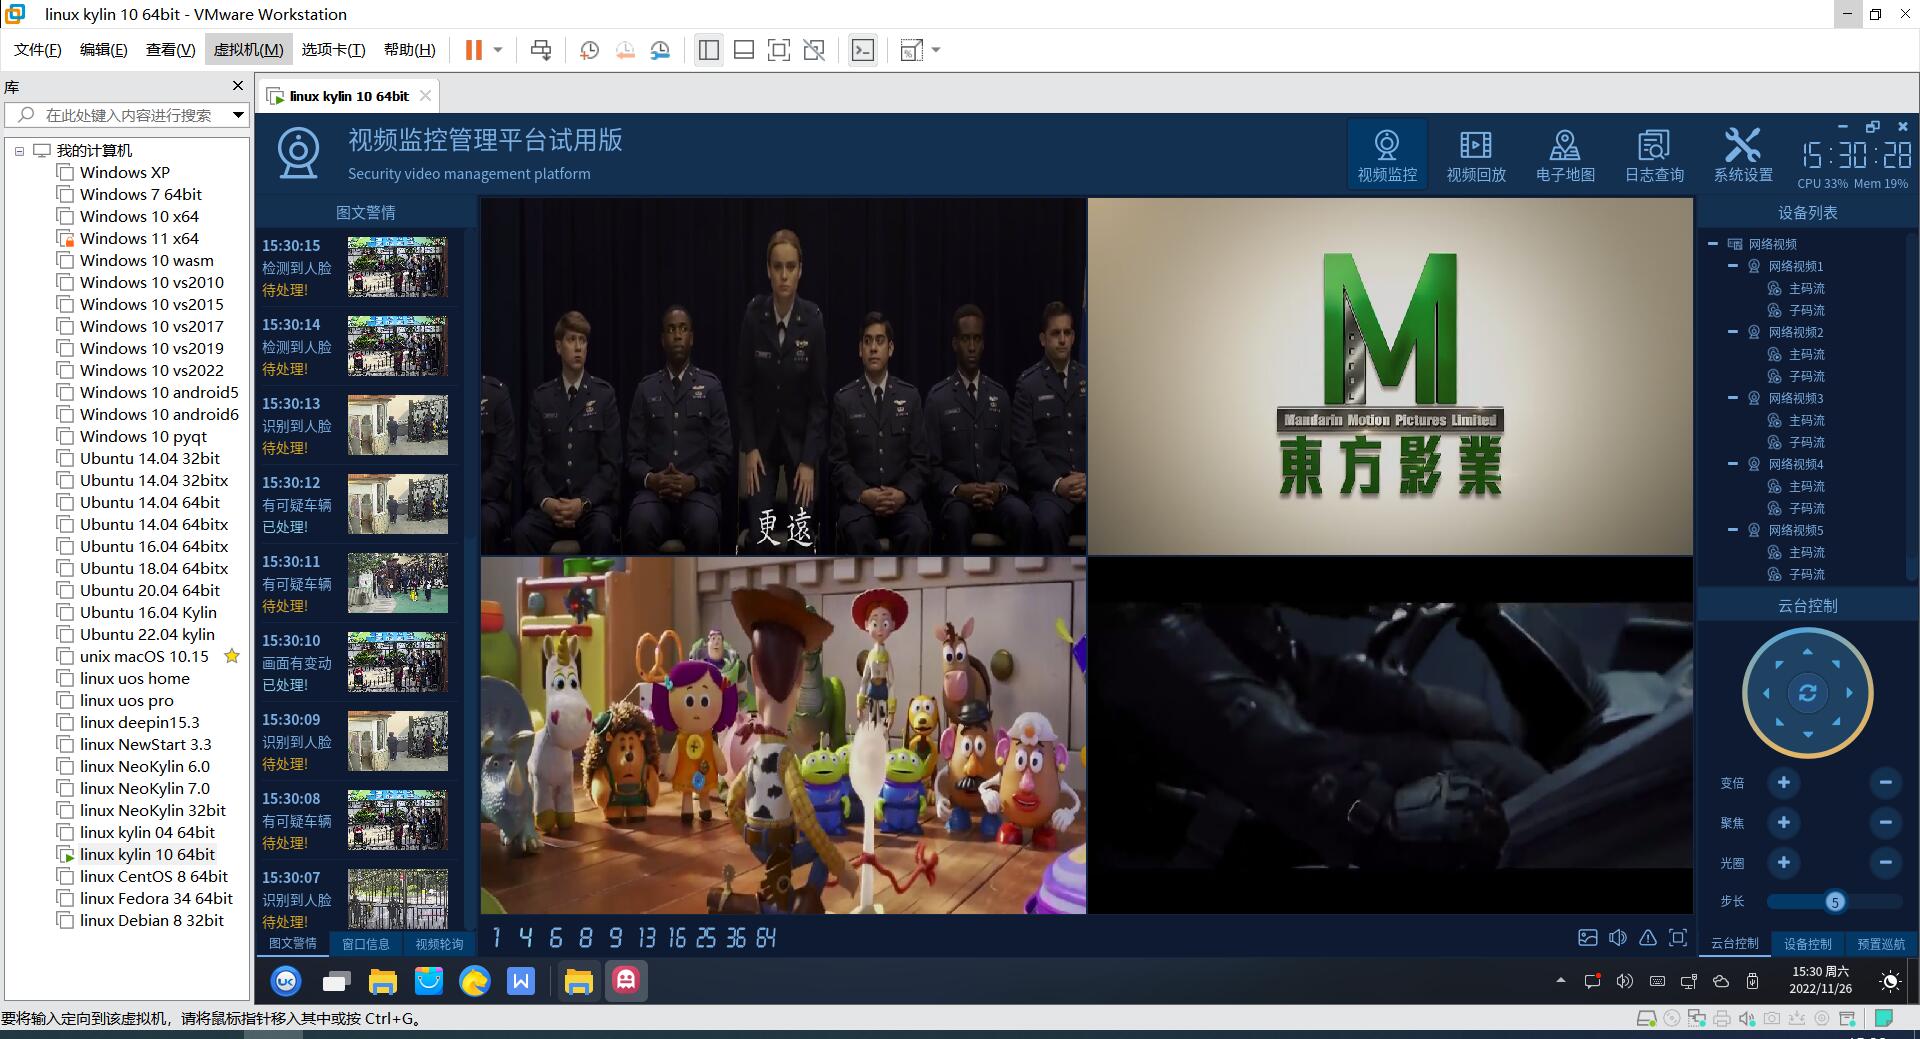 linux kylin 10 64bit - VMware Workstation
文件(F) 编辑(E) 查看(V) 虚拟机(M) 选项卡(T) 帮助(H)
库
在此处键入内容进行搜索
我的计算机
Windows XP
Windows 7 64bit
Windows 10 x64
Windows 11 x64
Windows 10 wasm
Windows 10 vs2010
Windows 10 vs2015
Windows 10 vs2017
Windows 10 vs2019
Windows 10 vs2022
Windows 10 android5
Windows 10 android6
Windows 10 pyqt
Ubuntu 14.04 32bit
Ubuntu 14.04 32bitx
Ubuntu 14.04 64bit
Ubuntu 14.04 64bitx
Ubuntu 16.04 64bitx
Ubuntu 18.04 64bitx
Ubuntu 20.04 64bit
Ubuntu 16.04 Kylin
Ubuntu 22.04 kylin
unix macOS 10.15
linux uos home
linux uos pro
linux deepin15.3
linux NewStart 3.3
linux NeoKylin 6.0
linux NeoKylin 7.0
linux NeoKylin 32bit
linux kylin 04 64bit
linux kylin 10 64bit
linux CentOS 8 64bit
linux Fedora 34 64bit
linux Debian 8 32bit
linux kylin 10 64bit
视频监控管理平台试用版
Security video management platform
视频监控 视频回放 电子地图 日志查询 系统设置
15:30:28
CPU 33% Mem 19%
图文警情
15:30:15
检测到人脸
待处理!
15:30:14
检测到人脸
待处理!
15:30:13
识别到人脸
待处理!
15:30:12
有可疑车辆
已处理!
15:30:11
有可疑车辆
待处理!
15:30:10
画面有变动
已处理!
15:30:09
识别到人脸
待处理!
15:30:08
有可疑车辆
待处理!
15:30:07
识别到人脸
待处理!
图文警情 窗口信息 视频轮询
更遠
M
Mandarin Motion Pictures Limited
東方影業
1 4 6 8 9 13 16 25 36 64
设备列表
网络视频
网络视频1
主码流
子码流
网络视频2
主码流
子码流
网络视频3
主码流
子码流
网络视频4
主码流
子码流
网络视频5
主码流
子码流
云台控制
变倍
聚焦
光圈
步长 5
云台控制 设备控制 预置巡航
UK
W
15:30 周六
2022/11/26
要将输入定向到该虚拟机，请将鼠标指针移入其中或按 Ctrl+G。